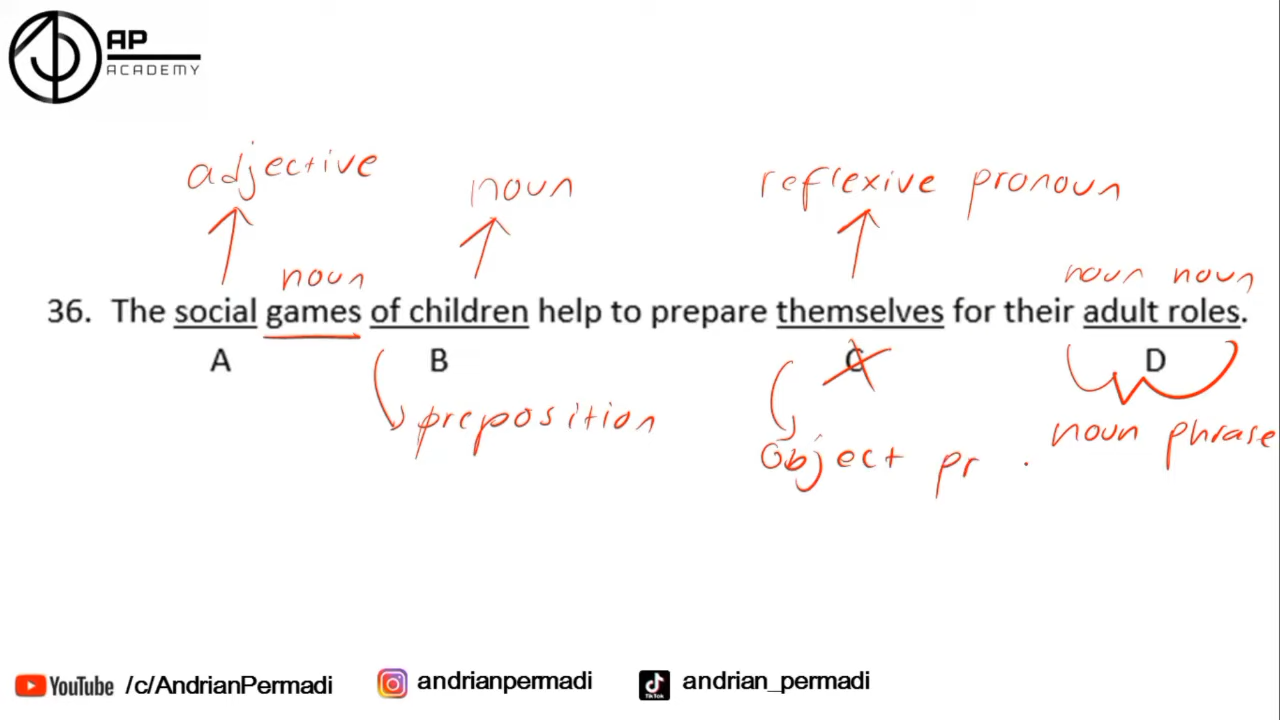 AP
ACADEMY
adjective
noun
reflexive pronoun
noun
noun noun
36. The social games of children help to prepare themselves for their adult roles.
A B C D
preposition
object pr
noun phrase
YouTube /c/AndrianPermadi andrianpermadi TikTok andrian_permadi